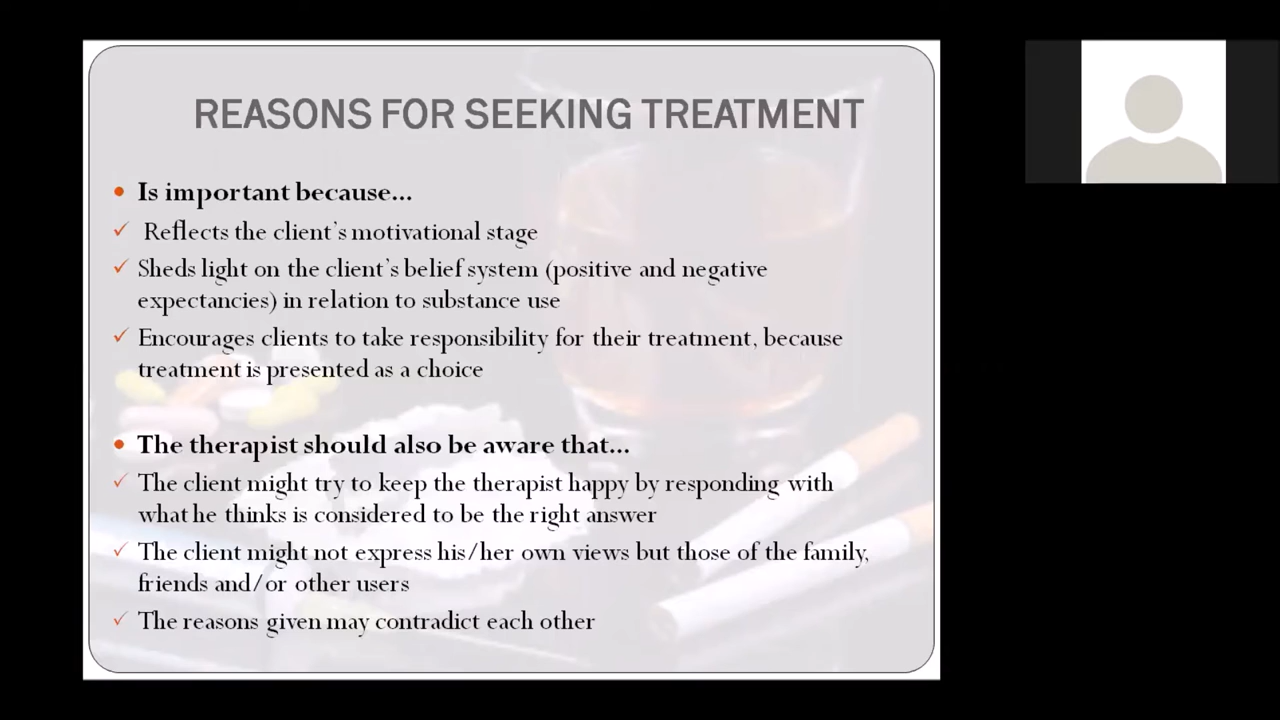 REASONS FOR SEEKING TREATMENT
• Is important because...
✓ Reflects the client's motivational stage
✓ Sheds light on the client's belief system (positive and negative
expectancies) in relation to substance use
✓ Encourages clients to take responsibility for their treatment, because
treatment is presented as a choice
• The therapist should also be aware that...
✓ The client might try to keep the therapist happy by responding with
what he thinks is considered to be the right answer
✓ The client might not express his/her own views but those of the family,
friends and/or other users
✓ The reasons given may contradict each other